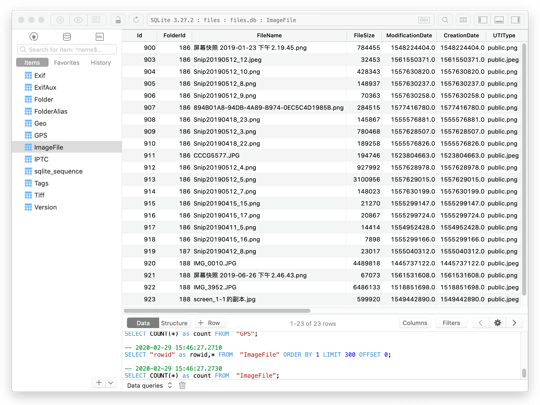 SQLite 3.27.2 : files : files.db : ImageFile
Search for item: ^name$...
Items Favorites History
Exif
ExifAux
Folder
FolderAlias
Geo
GPS
ImageFile
IPTC
sqlite_sequence
Tags
Tiff
Version
Id FolderId FileName FileSize ModificationDate CreationDate UTIType
900 186 屏幕快照 2019-01-23 下午2.19.45.png 784455 1548224404.0 1548224404.0 public.png
903 186 Snip20190512_12.jpeg 32453 1561550371.0 1561550371.0 public.jpeg
904 186 Snip20190512_10.png 428343 1557630820.0 1557630820.0 public.png
905 186 Snip20190512_8.png 148937 1557630237.0 1557630237.0 public.png
906 186 Snip20190512_9.png 70363 1557630258.0 1557630258.0 public.png
907 186 894B01A8-94DB-4A89-B974-0EC5C4D1985B.png 284515 1577416780.0 1577416780.0 public.png
908 186 Snip20190418_23.png 145867 1555576881.0 1555576881.0 public.png
909 186 Snip20190512_3.png 780468 1557628507.0 1557628507.0 public.png
910 186 Snip20190418_22.png 189258 1555576826.0 1555576826.0 public.png
911 186 CCCG5577.JPG 194746 1523804663.0 1523804663.0 public.jpeg
912 186 Snip20190512_4.png 927992 1557628978.0 1557628978.0 public.png
913 186 Snip20190512_5.png 3100956 1557629015.0 1557629015.0 public.png
914 186 Snip20190512_7.png 148023 1557630199.0 1557630199.0 public.png
915 186 Snip20190415_15.png 21270 1555299147.0 1555299147.0 public.png
916 186 Snip20190415_17.png 20867 1555299724.0 1555299724.0 public.png
917 186 Snip20190411_5.png 14414 1554952428.0 1554952428.0 public.png
918 186 Snip20190415_16.png 7898 1555299166.0 1555299166.0 public.png
919 187 Snip20190412_8.png 23017 1555040312.0 1555040312.0 public.png
920 188 IMG_0010.JPG 4489818 1445737122.0 1445737122.0 public.jpeg
921 188 屏幕快照 2019-06-26 下午2.46.43.png 67073 1561531608.0 1561531608.0 public.png
922 188 IMG_3952.JPG 6486133 1518851698.0 1518851698.0 public.jpeg
923 188 screen_1-1的副本.jpg 599920 1549442890.0 1549442890.0 public.jpeg
Data Structure + Row 1-23 of 23 rows Columns Filters
SELECT COUNT(*) as count FROM "GPS";
-- 2020-02-29 15:46:27.2710
SELECT "rowid" as rowid,* FROM "ImageFile" ORDER BY 1 LIMIT 300 OFFSET 0;
-- 2020-02-29 15:46:27.2730
SELECT COUNT(*) as count FROM "ImageFile";
Data queries